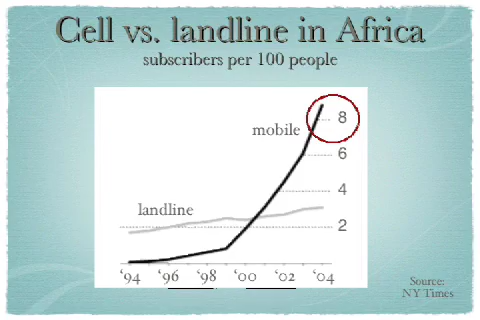 Cell vs. landline in Africa
subscribers per 100 people
8
mobile
6
4
landline
2
'94 '96 '98 '00 '02 '04
Source:
NY Times